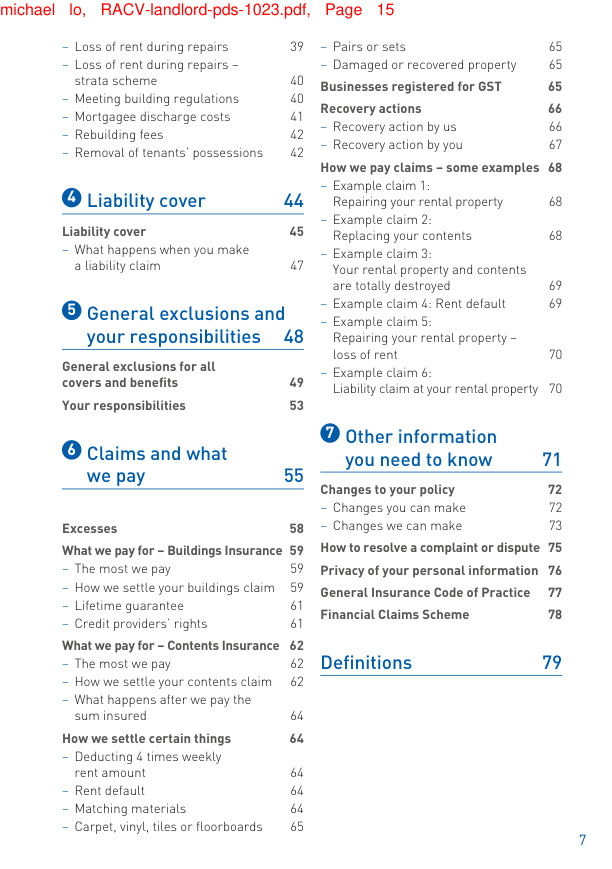 michael lo, RACV-landlord-pds-1023.pdf, Page 15
– Loss of rent during repairs 39
– Loss of rent during repairs –
strata scheme 40
– Meeting building regulations 40
– Mortgagee discharge costs 41
– Rebuilding fees 42
– Removal of tenants' possessions 42
4 Liability cover 44
Liability cover 45
– What happens when you make
a liability claim 47
5 General exclusions and
your responsibilities 48
General exclusions for all
covers and benefits 49
Your responsibilities 53
6 Claims and what
we pay 55
Excesses 58
What we pay for – Buildings Insurance 59
– The most we pay 59
– How we settle your buildings claim 59
– Lifetime guarantee 61
– Credit providers' rights 61
What we pay for – Contents Insurance 62
– The most we pay 62
– How we settle your contents claim 62
– What happens after we pay the
sum insured 64
How we settle certain things 64
– Deducting 4 times weekly
rent amount 64
– Rent default 64
– Matching materials 64
– Carpet, vinyl, tiles or floorboards 65
– Pairs or sets 65
– Damaged or recovered property 65
Businesses registered for GST 65
Recovery actions 66
– Recovery action by us 66
– Recovery action by you 67
How we pay claims – some examples 68
– Example claim 1:
Repairing your rental property 68
– Example claim 2:
Replacing your contents 68
– Example claim 3:
Your rental property and contents
are totally destroyed 69
– Example claim 4: Rent default 69
– Example claim 5:
Repairing your rental property –
loss of rent 70
– Example claim 6:
Liability claim at your rental property 70
7 Other information
you need to know 71
Changes to your policy 72
– Changes you can make 72
– Changes we can make 73
How to resolve a complaint or dispute 75
Privacy of your personal information 76
General Insurance Code of Practice 77
Financial Claims Scheme 78
Definitions 79
7